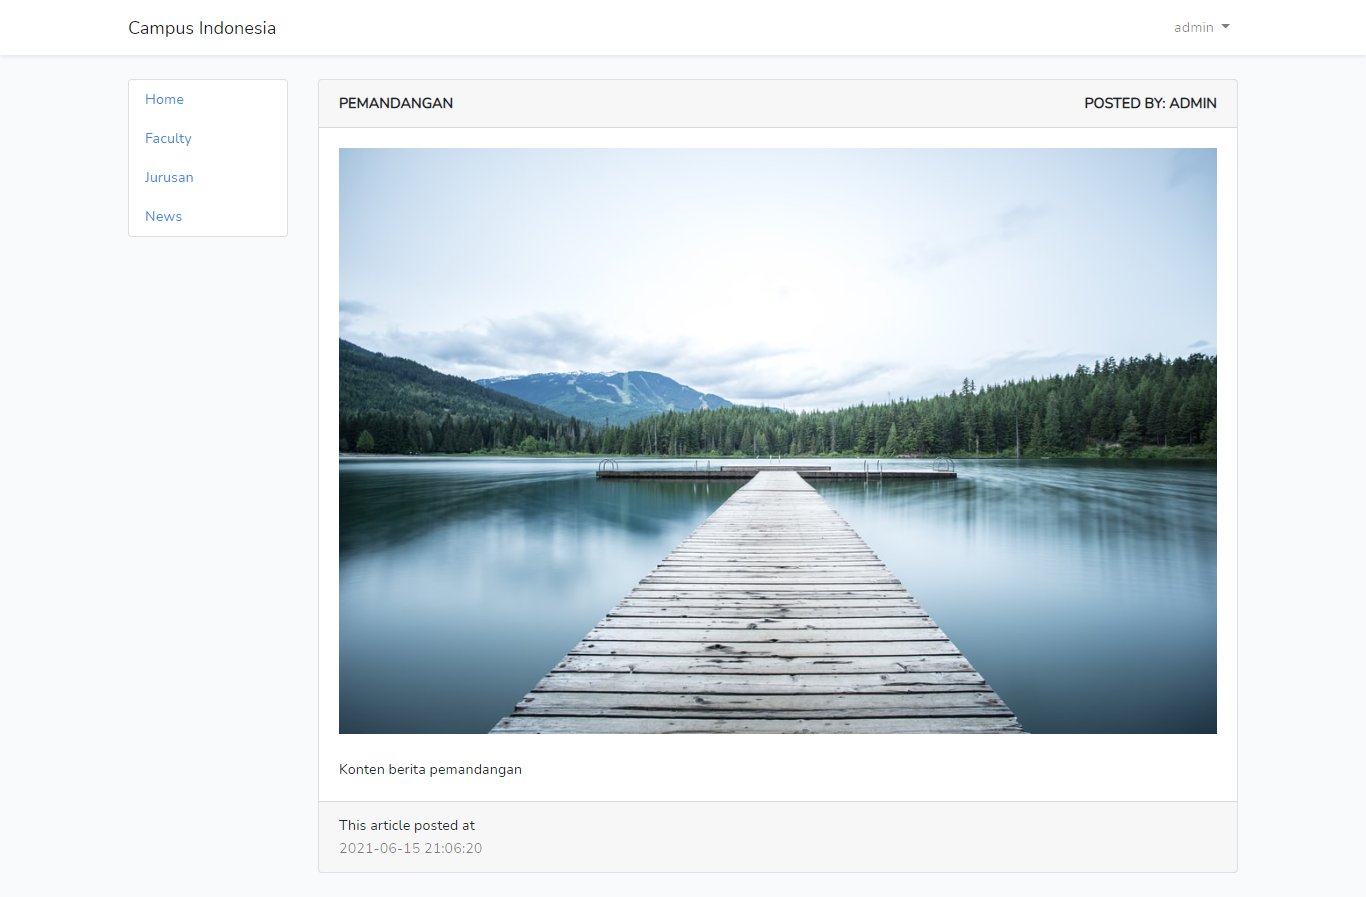 Campus Indonesia
admin
Home
Faculty
Jurusan
News
PEMANDANGAN
POSTED BY: ADMIN
Konten berita pemandangan
This article posted at
2021-06-15 21:06:20